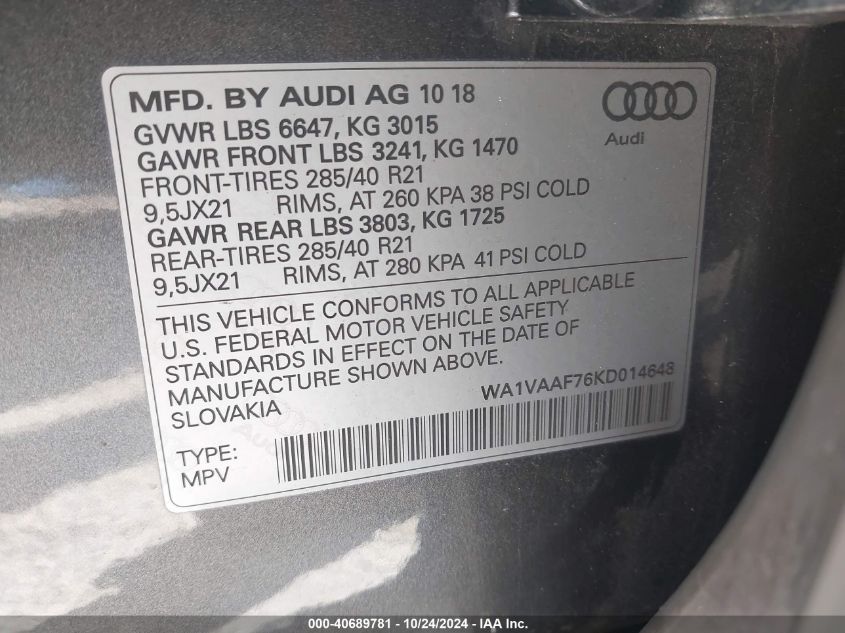 MFD. BY AUDI AG 10 18
Audi
GVWR LBS 6647, KG 3015
GAWR FRONT LBS 3241, KG 1470
FRONT-TIRES 285/40 R21
9,5JX21 RIMS, AT 260 KPA 38 PSI COLD
GAWR REAR LBS 3803, KG 1725
REAR-TIRES 285/40 R21
9,5JX21 RIMS, AT 280 KPA 41 PSI COLD
THIS VEHICLE CONFORMS TO ALL APPLICABLE
U.S. FEDERAL MOTOR VEHICLE SAFETY
STANDARDS IN EFFECT ON THE DATE OF
MANUFACTURE SHOWN ABOVE.
SLOVAKIA
WA1VAAF76KD014648
TYPE:
MPV
000-40689781 - 10/24/2024 - IAA Inc.